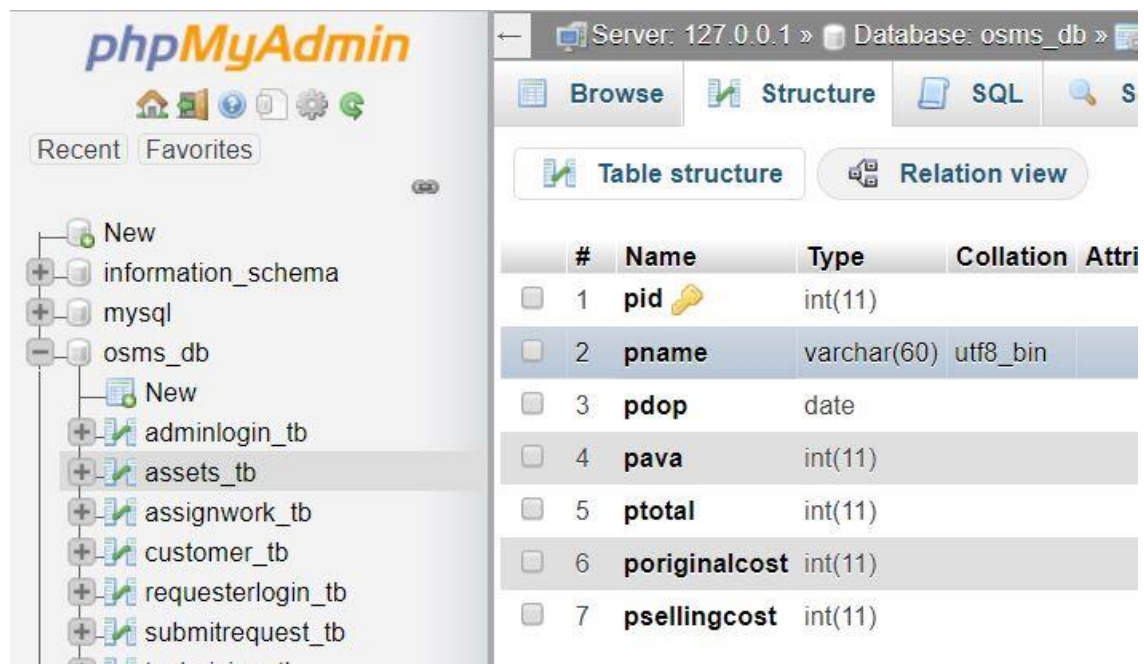 phpMyAdmin
Recent Favorites
New
information_schema
mysql
osms_db
New
adminlogin_tb
assets_tb
assignwork_tb
customer_tb
requesterlogin_tb
submitrequest_tb
← Server: 127.0.0.1 » Database: osms_db »
Browse Structure SQL S
Table structure Relation view
# Name Type Collation Attri
1 pid int(11)
2 pname varchar(60) utf8_bin
3 pdop date
4 pava int(11)
5 ptotal int(11)
6 poriginalcost int(11)
7 psellingcost int(11)